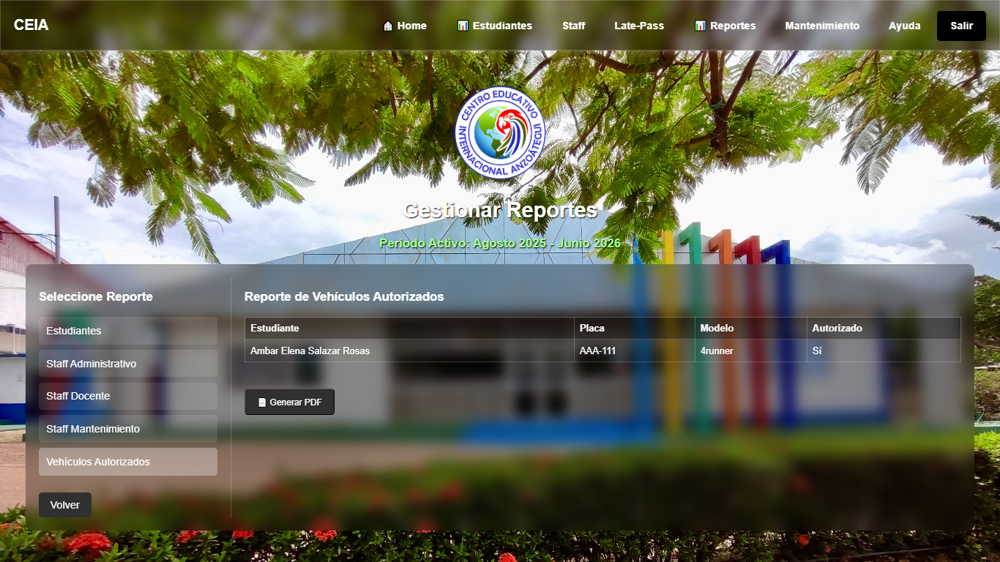 CEIA
🏠 Home
📊 Estudiantes
Staff
Late-Pass
📊 Reportes
Mantenimiento
Ayuda
Salir
CENTRO EDUCATIVO
INTERNACIONAL ANZOÁTEGUI
Gestionar Reportes
Período Activo: Agosto 2025 - Junio 2026
Seleccione Reporte
Estudiantes
Staff Administrativo
Staff Docente
Staff Mantenimiento
Vehículos Autorizados
Volver
Reporte de Vehículos Autorizados
Estudiante Placa Modelo Autorizado
Ambar Elena Salazar Rosas AAA-111 4runner Sí
📄 Generar PDF